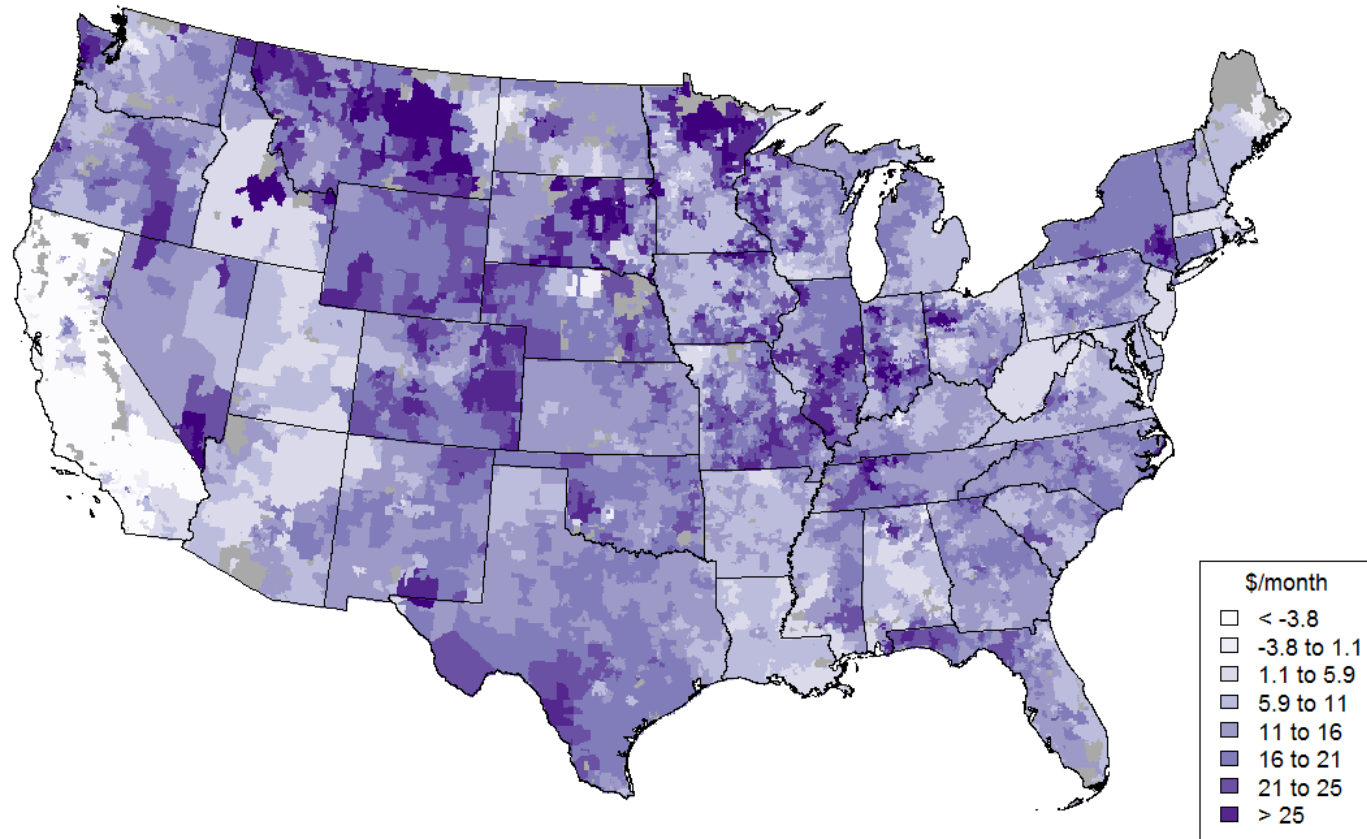 $/month
< -3.8
-3.8 to 1.1
1.1 to 5.9
5.9 to 11
11 to 16
16 to 21
21 to 25
> 25